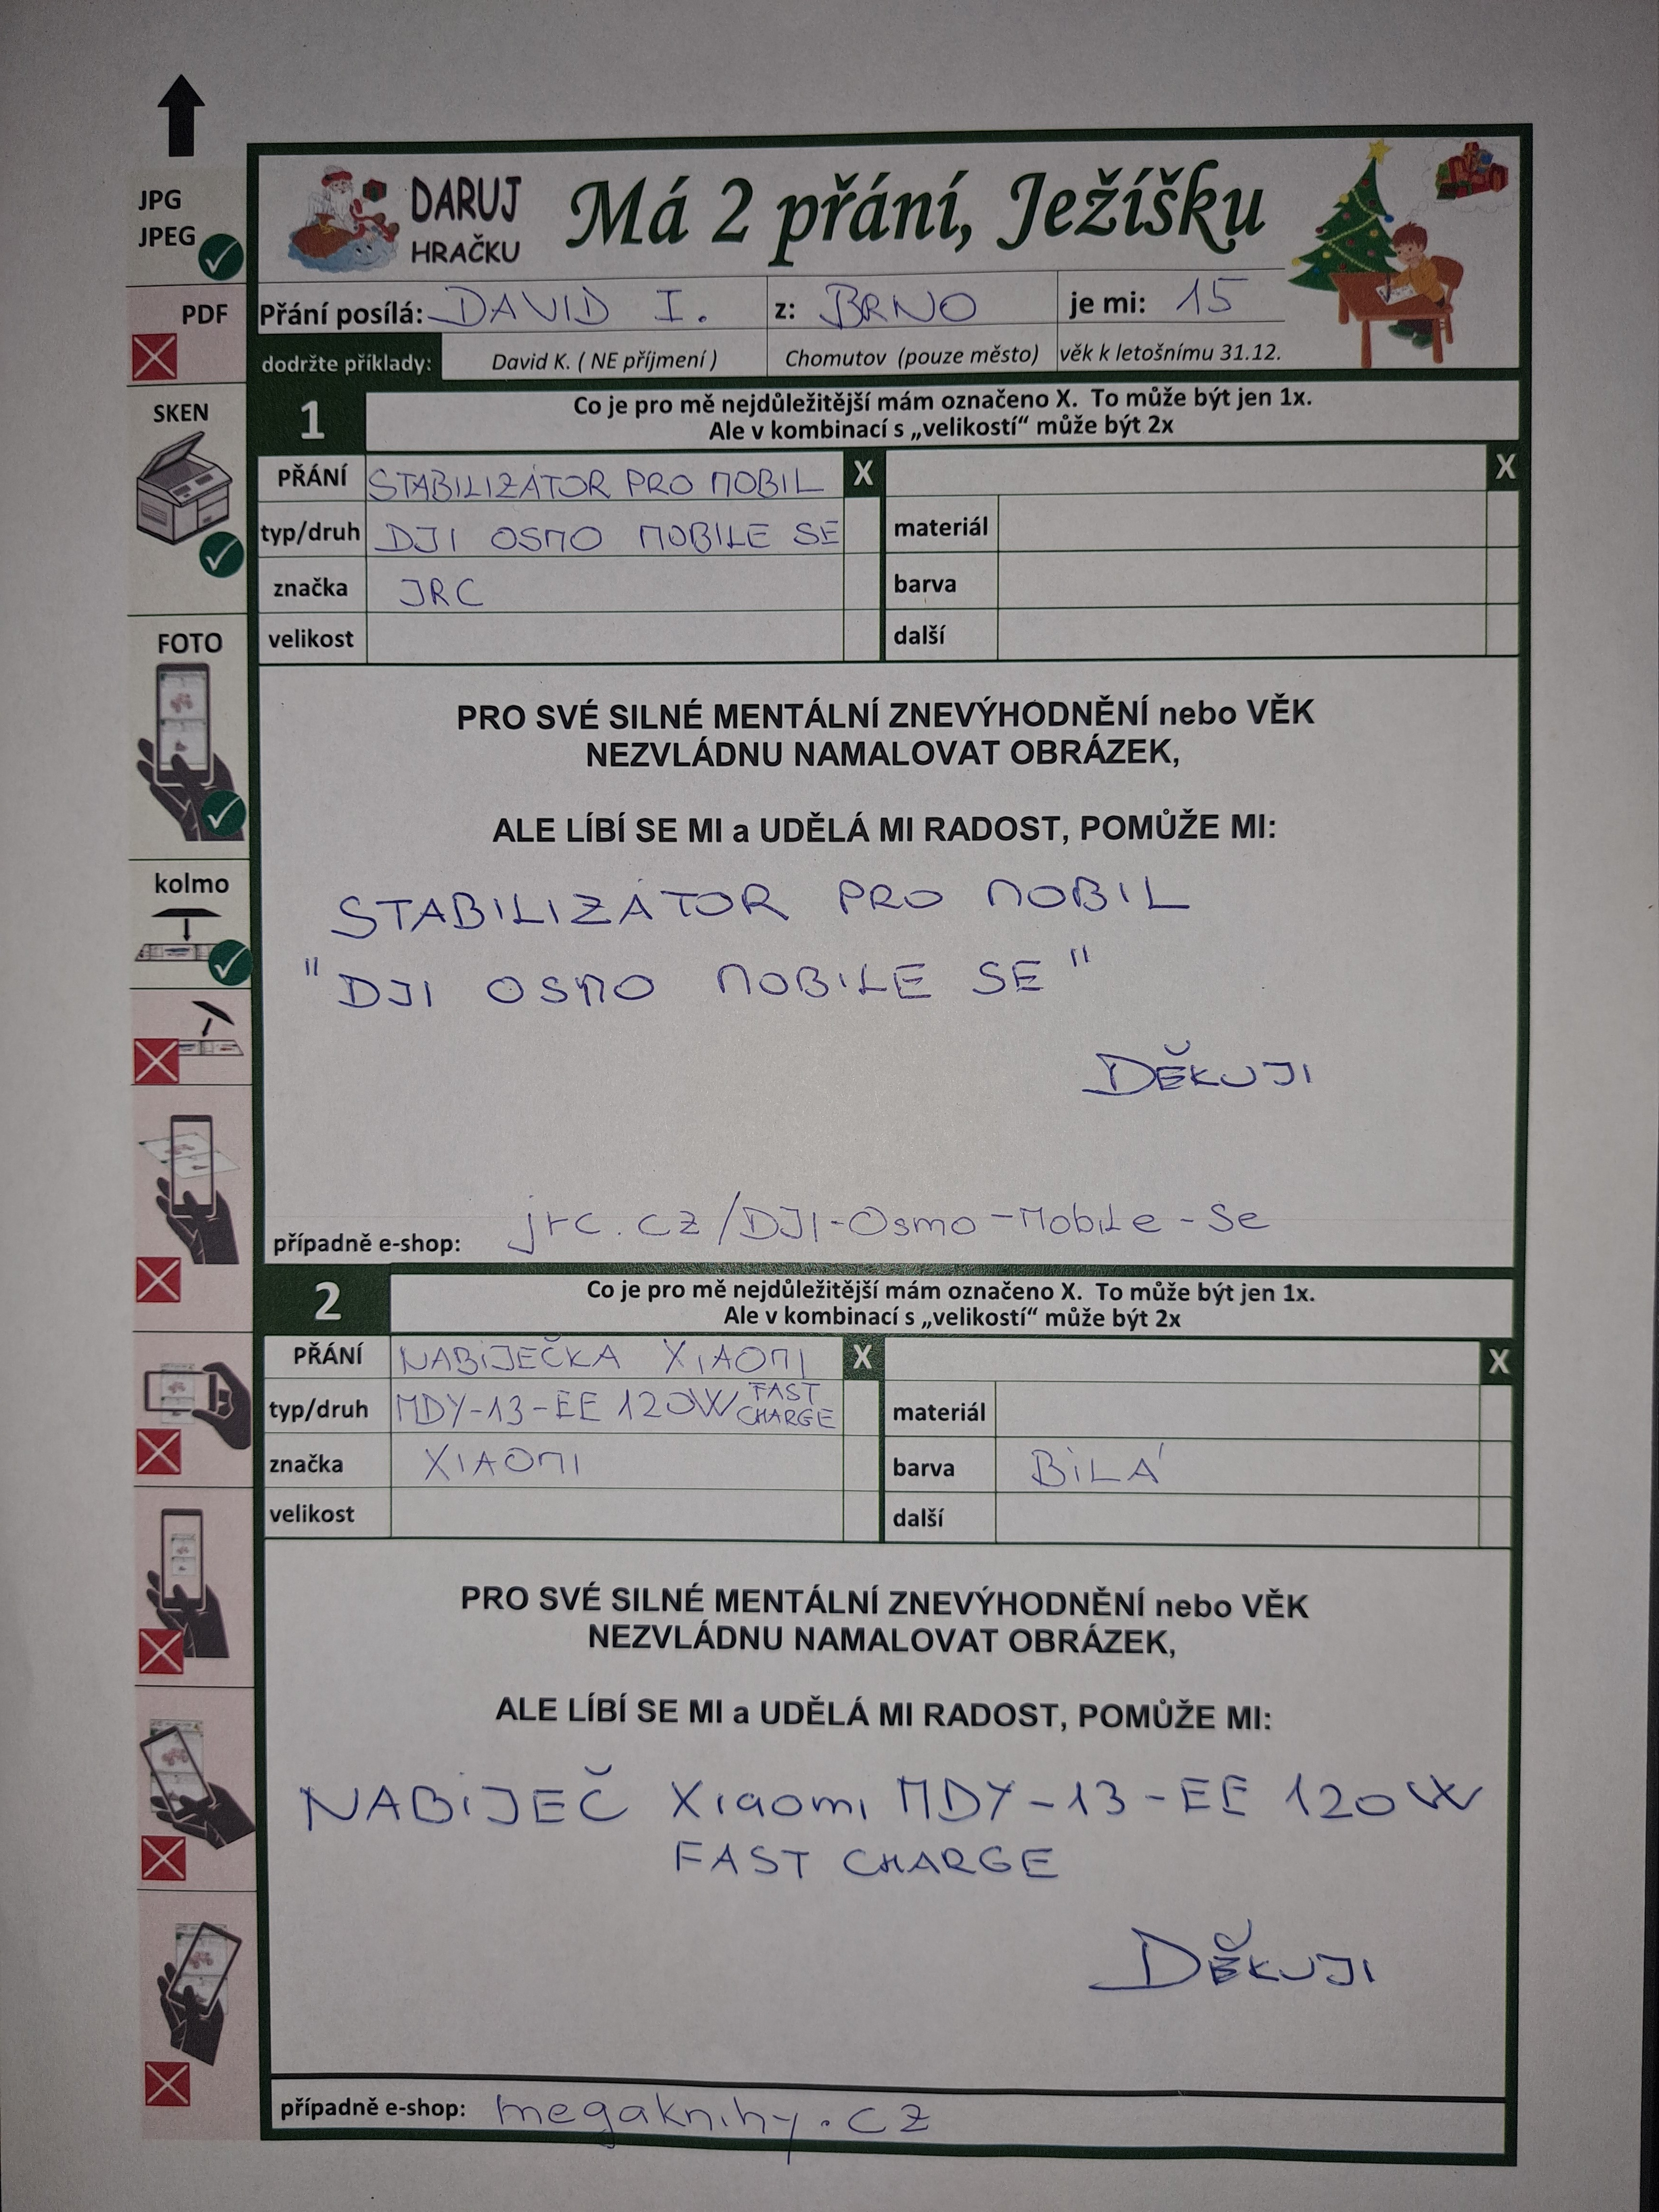 JPG
JPEG
PDF
SKEN
FOTO
kolmo
DARUJ
HRAČKU
Má 2 přání, Ježíšku
Přání posílá: DAVID I. z: BRNO je mi: 15
dodržte příklady: David K. ( NE příjmení ) Chomutov (pouze město) věk k letošnímu 31.12.
1
Co je pro mě nejdůležitější mám označeno X. To může být jen 1x.
Ale v kombinací s „velikostí“ může být 2x
PŘÁNÍ STABILIZÁTOR PRO MOBIL X X
typ/druh DJI OSMO MOBILE SE materiál
značka JRC barva
velikost další
PRO SVÉ SILNÉ MENTÁLNÍ ZNEVÝHODNĚNÍ nebo VĚK
NEZVLÁDNU NAMALOVAT OBRÁZEK,
ALE LÍBÍ SE MI a UDĚLÁ MI RADOST, POMŮŽE MI:
STABILIZÁTOR PRO MOBIL
"DJI OSMO MOBILE SE"
DĚKUJI
případně e-shop: jrc.cz/DJI-Osmo-Mobile-Se
2
Co je pro mě nejdůležitější mám označeno X. To může být jen 1x.
Ale v kombinací s „velikostí“ může být 2x
PŘÁNÍ NABIJEČKA XIAOMI X X
typ/druh MDY-13-EE 120W FAST CHARGE materiál
značka XIAOMI barva BiLÁ
velikost další
PRO SVÉ SILNÉ MENTÁLNÍ ZNEVÝHODNĚNÍ nebo VĚK
NEZVLÁDNU NAMALOVAT OBRÁZEK,
ALE LÍBÍ SE MI a UDĚLÁ MI RADOST, POMŮŽE MI:
NABiJEČ Xiaomi MDY-13-EE 120W
FAST CHARGE
DĚKUJI
případně e-shop: megaknihy.cz